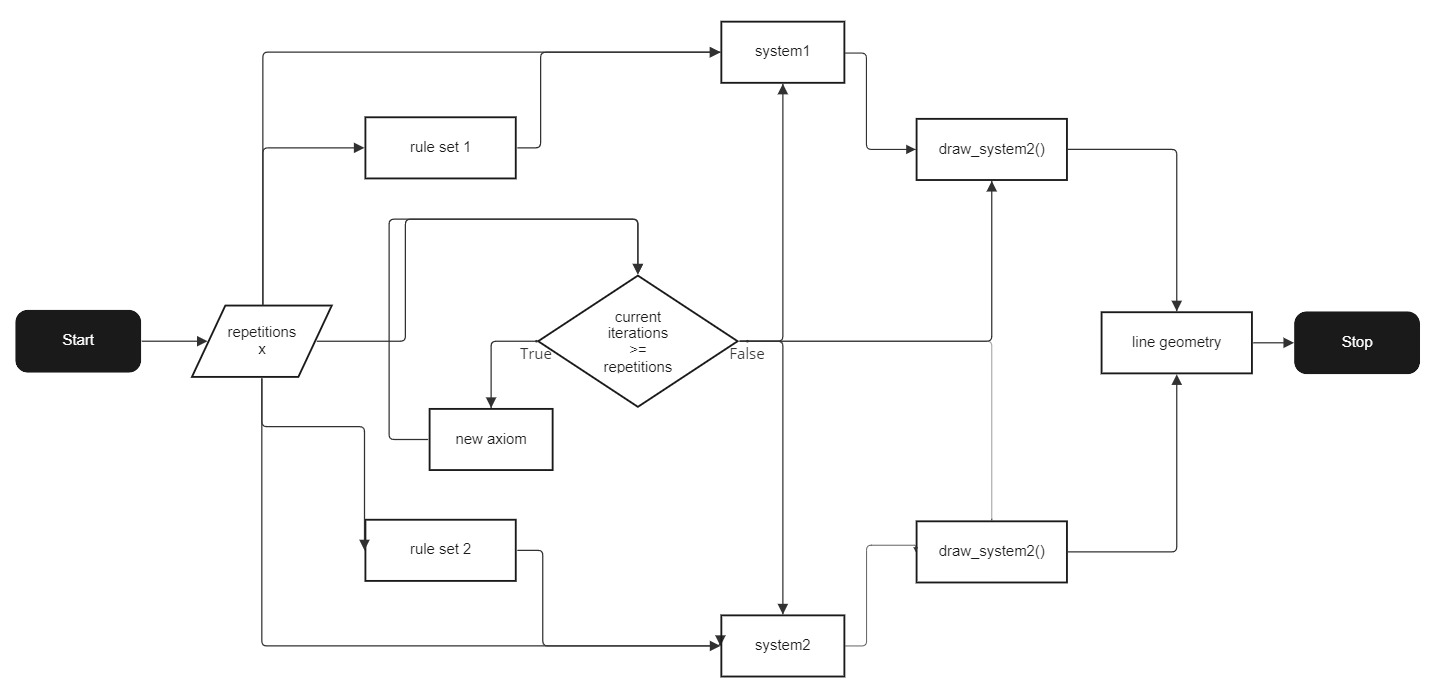 system1
rule set 1
draw_system2()
Start
repetitions
x
current
iterations
>=
repetitions
True
False
line geometry
Stop
new axiom
rule set 2
draw_system2()
system2